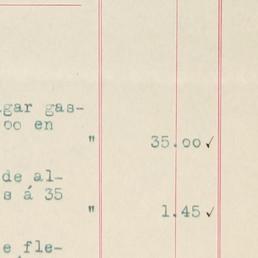 gar gas-
oo en
" 35.00 ✓
de al-
s á 35
" 1.45 ✓
e fle-